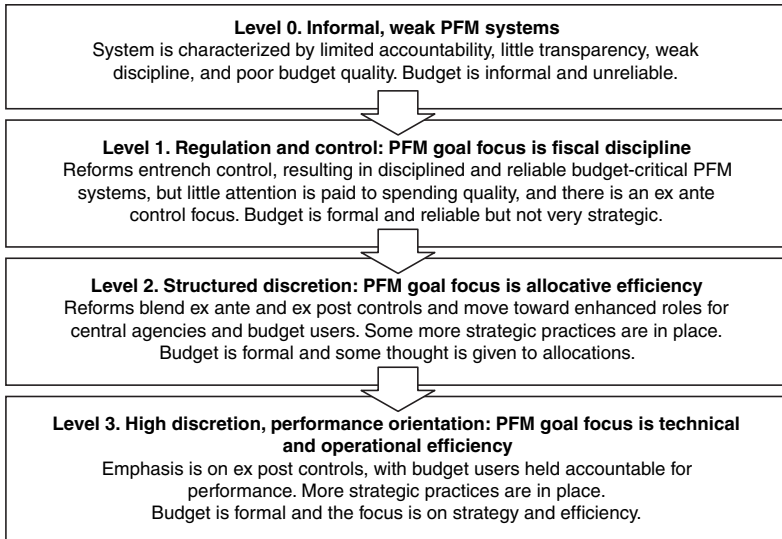 Level 0. Informal, weak PFM systems
System is characterized by limited accountability, little transparency, weak
discipline, and poor budget quality. Budget is informal and unreliable.
Level 1. Regulation and control: PFM goal focus is fiscal discipline
Reforms entrench control, resulting in disciplined and reliable budget-critical PFM
systems, but little attention is paid to spending quality, and there is an ex ante
control focus. Budget is formal and reliable but not very strategic.
Level 2. Structured discretion: PFM goal focus is allocative efficiency
Reforms blend ex ante and ex post controls and move toward enhanced roles for
central agencies and budget users. Some more strategic practices are in place.
Budget is formal and some thought is given to allocations.
Level 3. High discretion, performance orientation: PFM goal focus is technical
and operational efficiency
Emphasis is on ex post controls, with budget users held accountable for
performance. More strategic practices are in place.
Budget is formal and the focus is on strategy and efficiency.